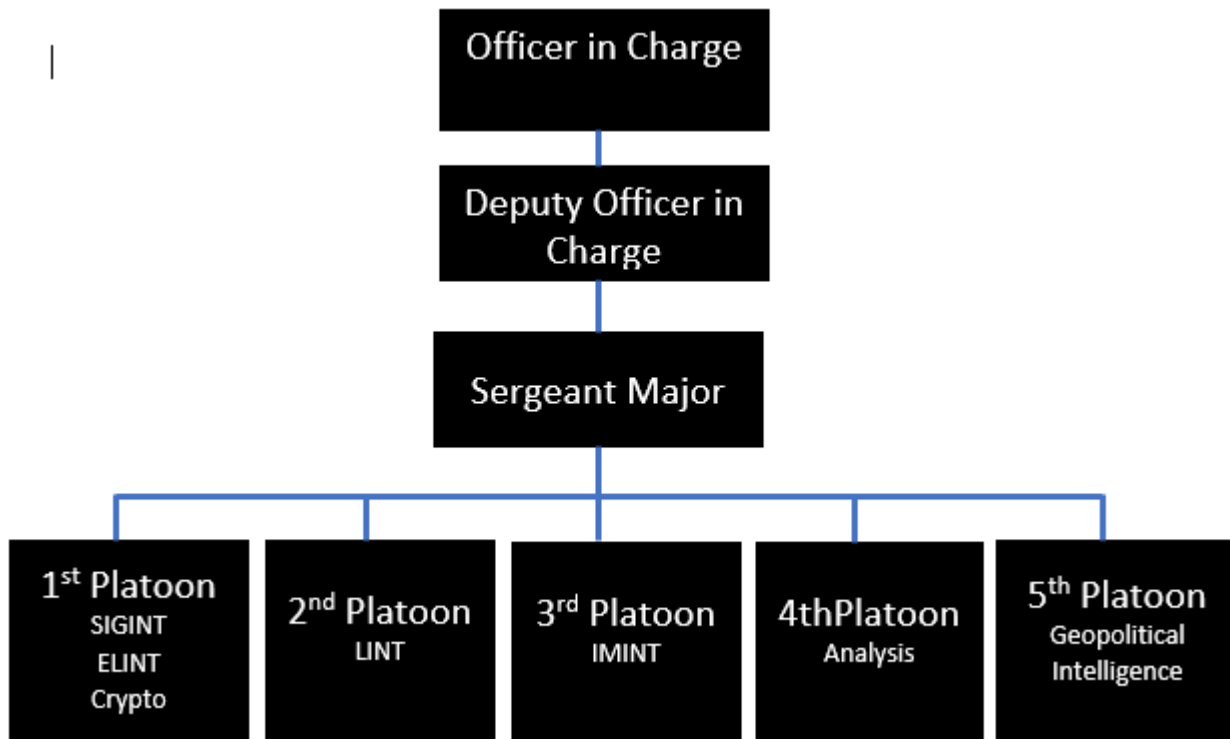 Officer in Charge
Deputy Officer in
Charge
Sergeant Major
1st Platoon
SIGINT
ELINT
Crypto
2nd Platoon
LINT
3rd Platoon
IMINT
4thPlatoon
Analysis
5th Platoon
Geopolitical
Intelligence